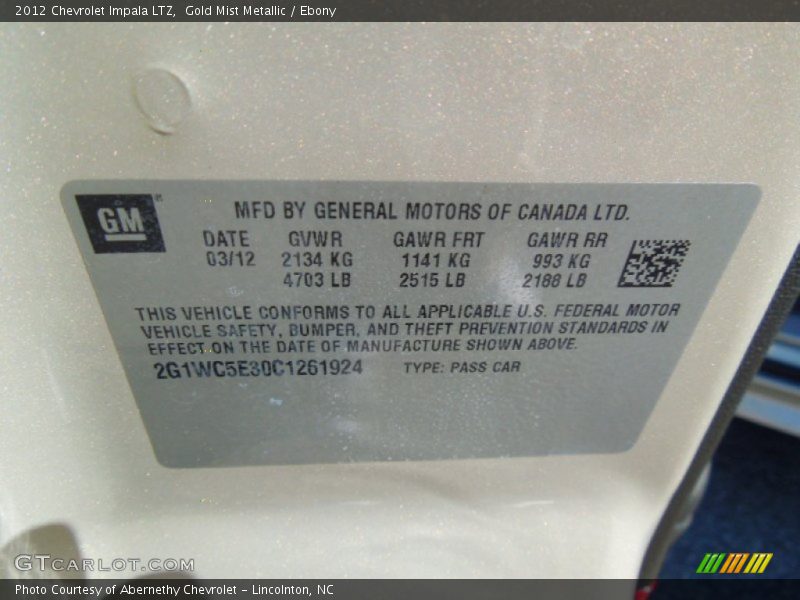 2012 Chevrolet Impala LTZ,  Gold Mist Metallic / Ebony
GM®
MFD BY GENERAL MOTORS OF CANADA LTD.
DATE GVWR GAWR FRT GAWR RR
03/12 2134 KG 1141 KG 993 KG
4703 LB 2515 LB 2188 LB
THIS VEHICLE CONFORMS TO ALL APPLICABLE U.S. FEDERAL MOTOR
VEHICLE SAFETY, BUMPER, AND THEFT PREVENTION STANDARDS IN
EFFECT ON THE DATE OF MANUFACTURE SHOWN ABOVE.
2G1WC5E30C1261924 TYPE: PASS CAR
GTCARLOT.COM
Photo Courtesy of Abernethy Chevrolet - Lincolnton, NC